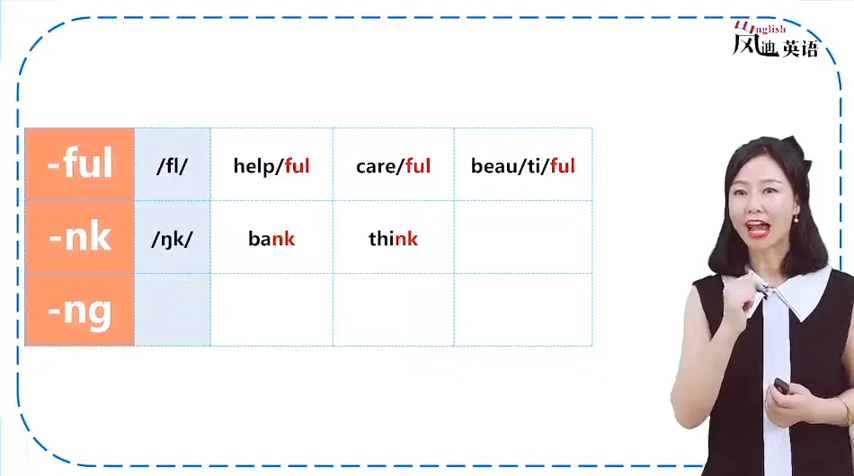 English
风迪英语
-ful /fl/ help/ful care/ful beau/ti/ful
-nk /ŋk/ bank think
-ng